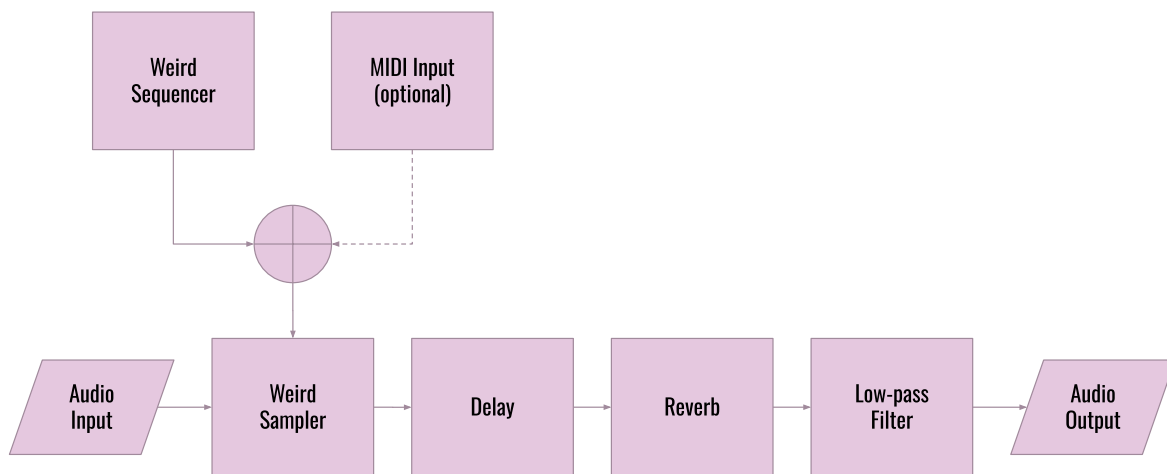 Weird
Sequencer
MIDI Input
(optional)
Audio
Input
Weird
Sampler
Delay
Reverb
Low-pass
Filter
Audio
Output